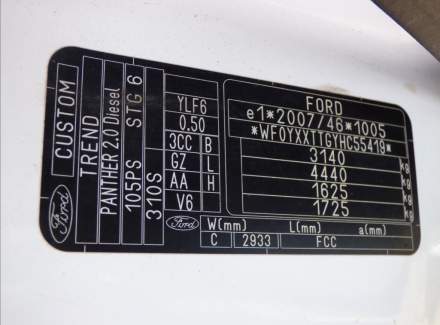 FORD
e1*2007/46*1005
*WF0YXXTTGYHC55419*
3140 kg
4440 kg
1625 kg
1725 kg
YLF6
0.50
3CC B
GZ L
AA H
V6
Ford
W(mm) L(mm) a(mm)
C 2933 FCC
CUSTOM
TREND
PANTHER 2.0 Diesel
105PS STG 6
310S
Ford